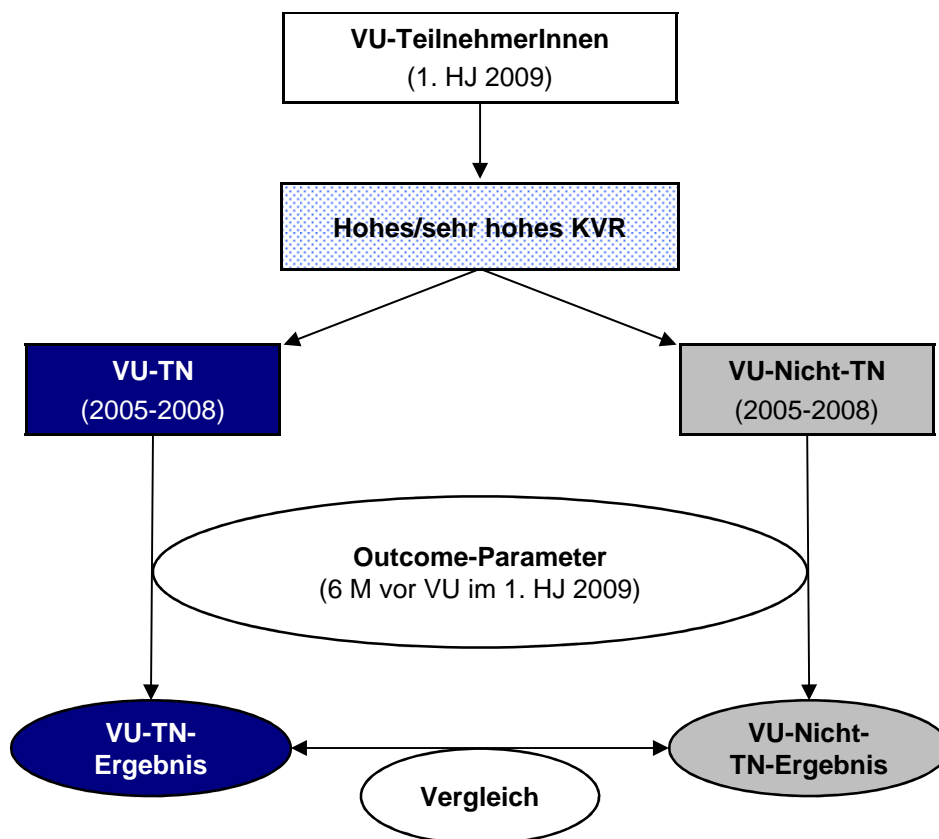 VU-TeilnehmerInnen
(1. HJ 2009)
Hohes/sehr hohes KVR
VU-TN
(2005-2008)
VU-Nicht-TN
(2005-2008)
Outcome-Parameter
(6 M vor VU im 1. HJ 2009)
VU-TN-
Ergebnis
VU-Nicht-
TN-Ergebnis
Vergleich